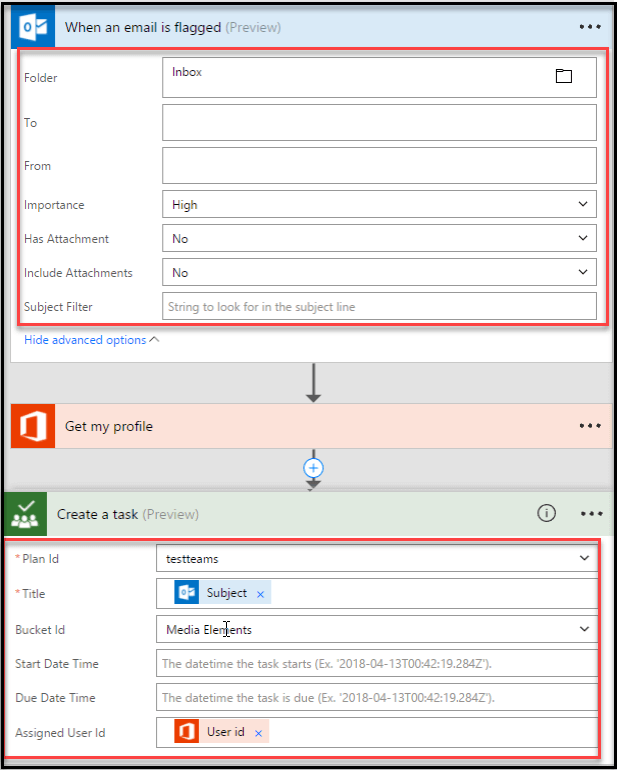 When an email is flagged (Preview)
Folder
Inbox
To
From
Importance
High
Has Attachment
No
Include Attachments
No
Subject Filter
String to look for in the subject line
Hide advanced options
Get my profile
Create a task (Preview)
* Plan Id
testteams
* Title
Subject ×
Bucket Id
Media Elements
Start Date Time
The datetime the task starts (Ex. '2018-04-13T00:42:19.284Z').
Due Date Time
The datetime the task is due (Ex. '2018-04-13T00:42:19.284Z').
Assigned User Id
User id ×